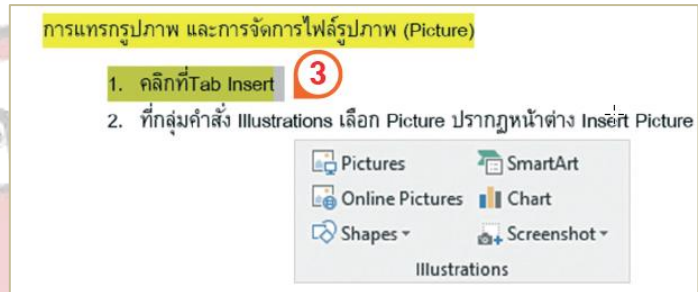 การแทรกรูปภาพ และการจัดการไฟล์รูปภาพ (Picture)
1. คลิกที่Tab Insert 3
2. ที่กลุ่มคำสั่ง Illustrations เลือก Picture ปรากฏหน้าต่าง Insert Picture
Pictures SmartArt
Online Pictures Chart
Shapes Screenshot
Illustrations